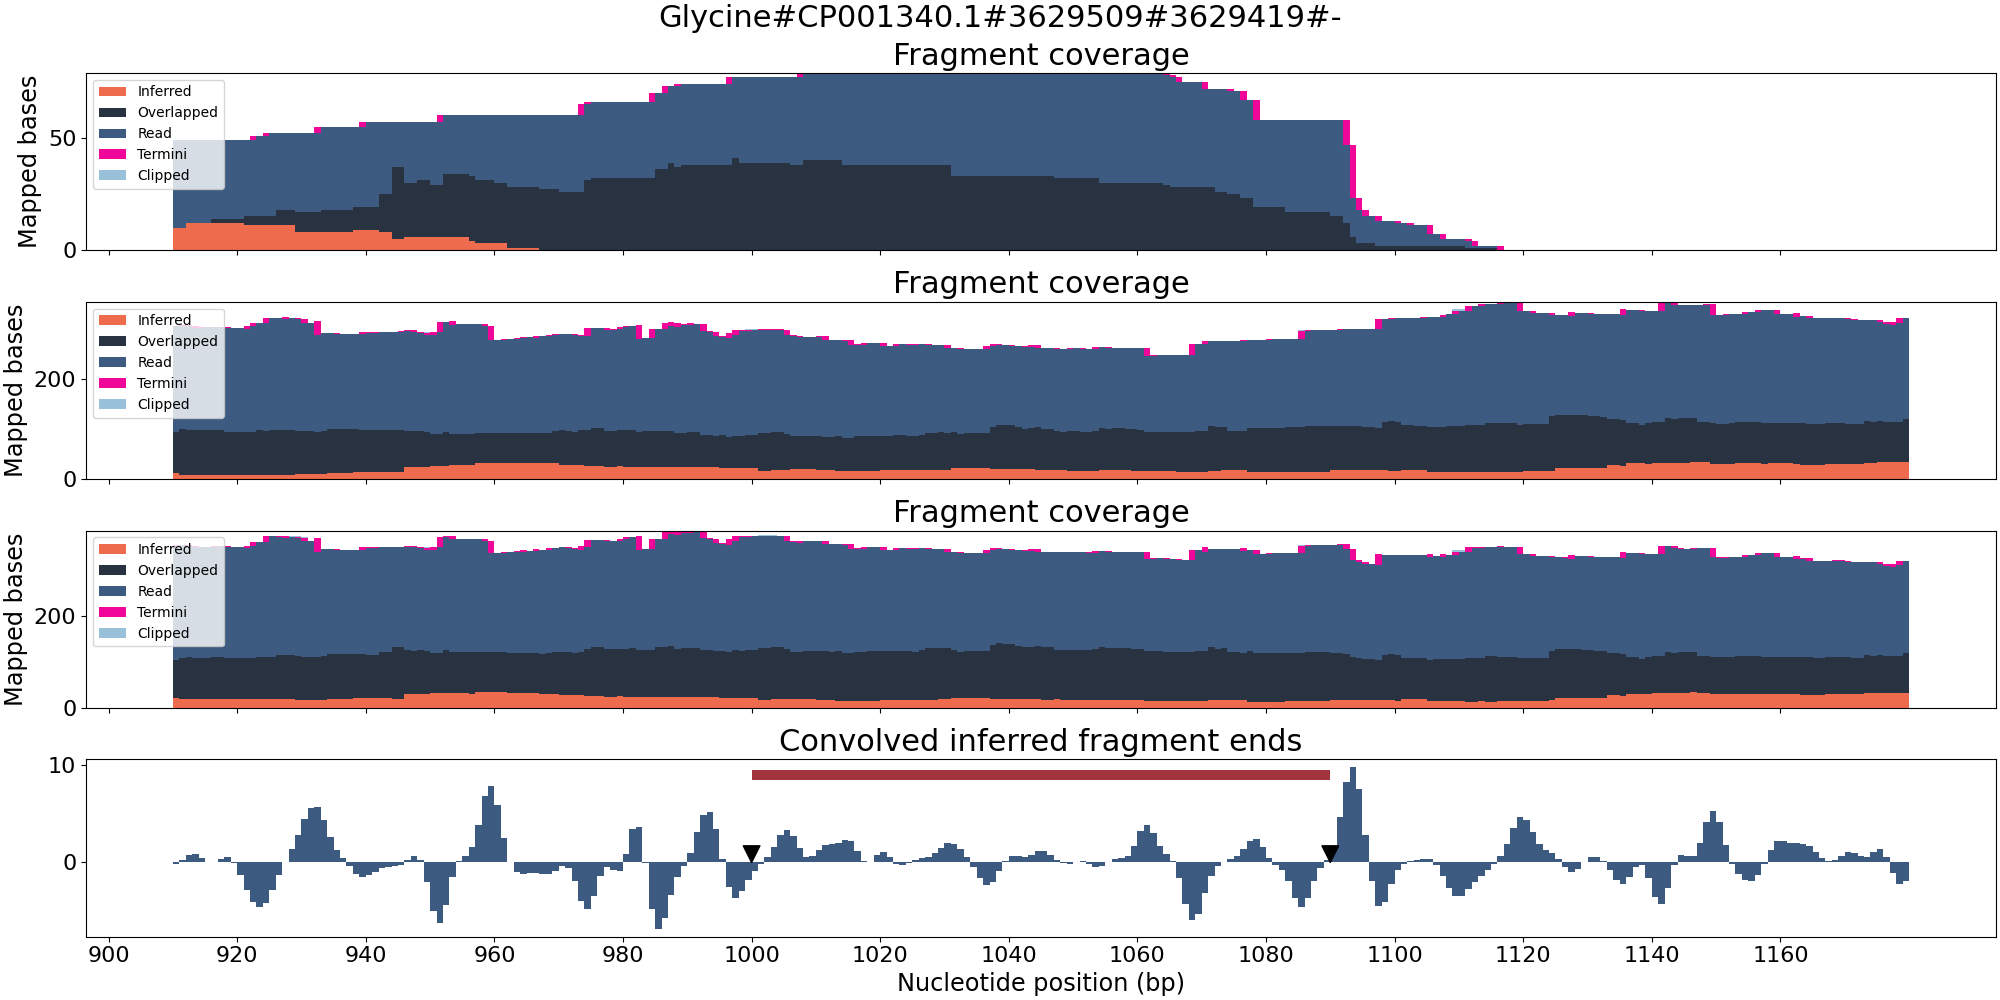 Glycine#CP001340.1#3629509#3629419#-
Fragment coverage
Mapped bases
50
0
Inferred
Overlapped
Read
Termini
Clipped
Fragment coverage
Mapped bases
200
0
Inferred
Overlapped
Read
Termini
Clipped
Fragment coverage
Mapped bases
200
0
Inferred
Overlapped
Read
Termini
Clipped
Convolved inferred fragment ends
10
0
900 920 940 960 980 1000 1020 1040 1060 1080 1100 1120 1140 1160
Nucleotide position (bp)